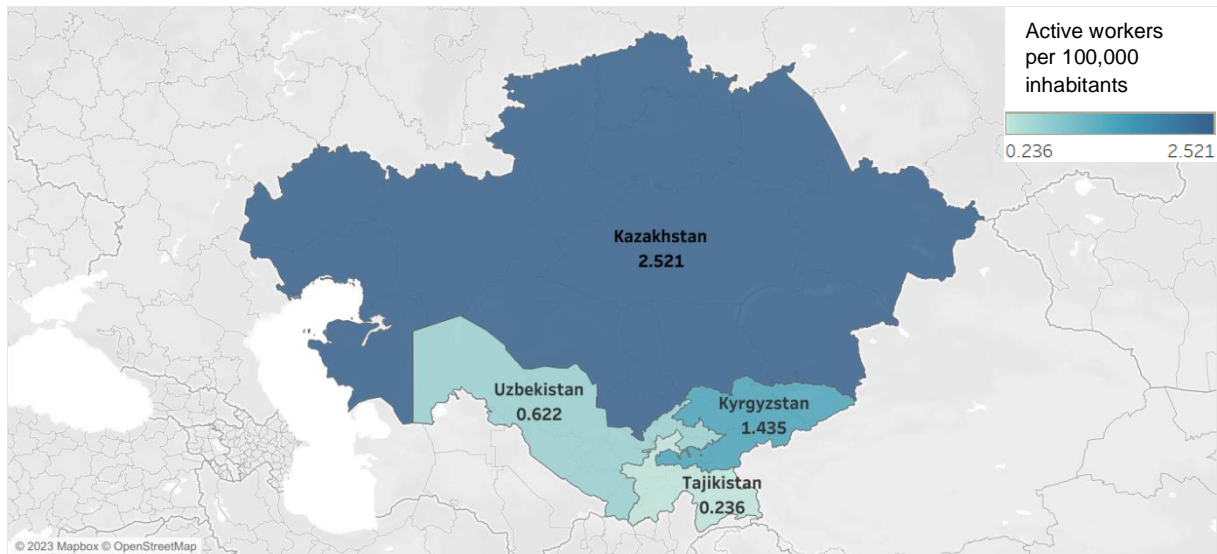 Active workers
per 100,000
inhabitants
0.236 2.521
Kazakhstan
2.521
Uzbekistan
0.622
Kyrgyzstan
1.435
Tajikistan
0.236
© 2023 Mapbox © OpenStreetMap